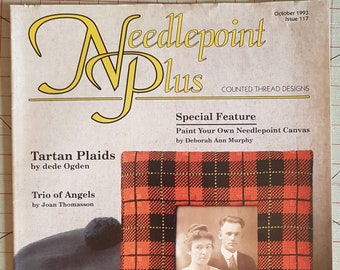 October 1993
Issue 117
Needlepoint
Plus
COUNTED THREAD DESIGNS
Special Feature
Paint Your Own Needlepoint Canvas
by Deborah Ann Murphy
Tartan Plaids
by dede Ogden
Trio of Angels
by Joan Thomasson